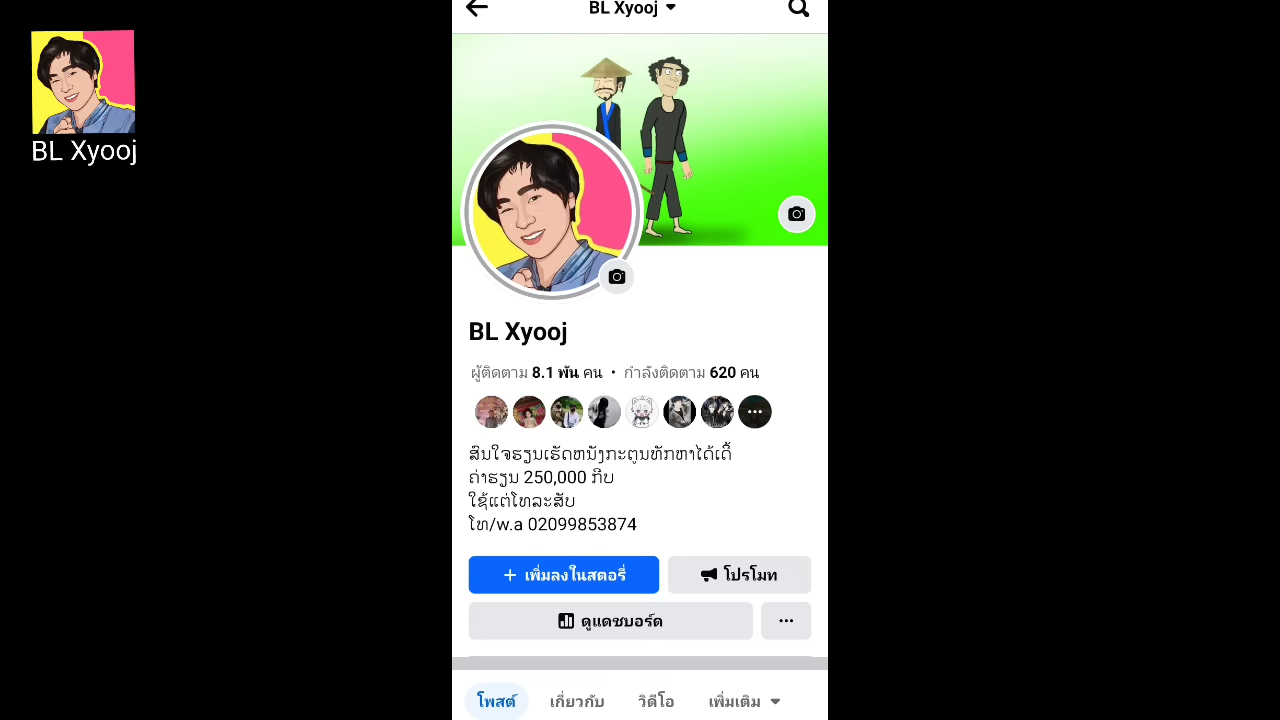 BL Xyooj
BL Xyooj
BL Xyooj
ผู้ติดตาม 8.1 พัน คน • กำลังติดตาม 620 คน
ສົນໃຈຮຽນເຮັດຫນັງກະຕູນທັກຫາໄດ້ເດີ້
ຄ່າຮຽນ 250,000 ກີບ
ໃຊ້ແຕ່ໂທລະສັບ
ໂທ/w.a 02099853874
+ เพิ่มลงในสตอรี่
โปรโมท
ดูแดชบอร์ด
โพสต์ เกี่ยวกับ วิดีโอ เพิ่มเติม